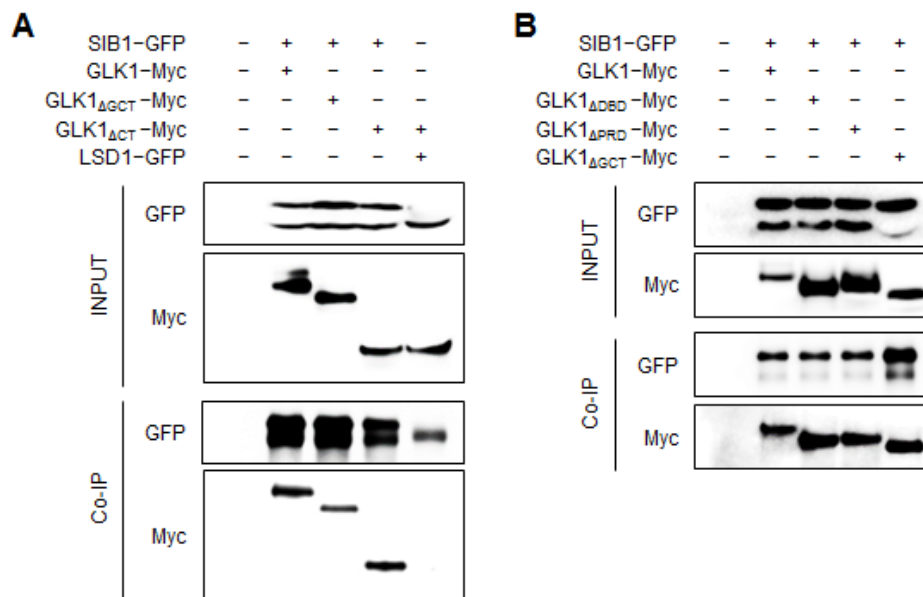 A
SIB1–GFP – + + + –
GLK1–Myc – + – – –
GLK1ΔGCT–Myc – – + – –
GLK1ΔCT–Myc – – – + +
LSD1–GFP – – – – +
INPUT
GFP
Myc
Co-IP
GFP
Myc
B
SIB1–GFP – + + + +
GLK1–Myc – + – – –
GLK1ΔDBD–Myc – – + – –
GLK1ΔPRD–Myc – – – + –
GLK1ΔGCT–Myc – – – – +
INPUT
GFP
Myc
Co-IP
GFP
Myc